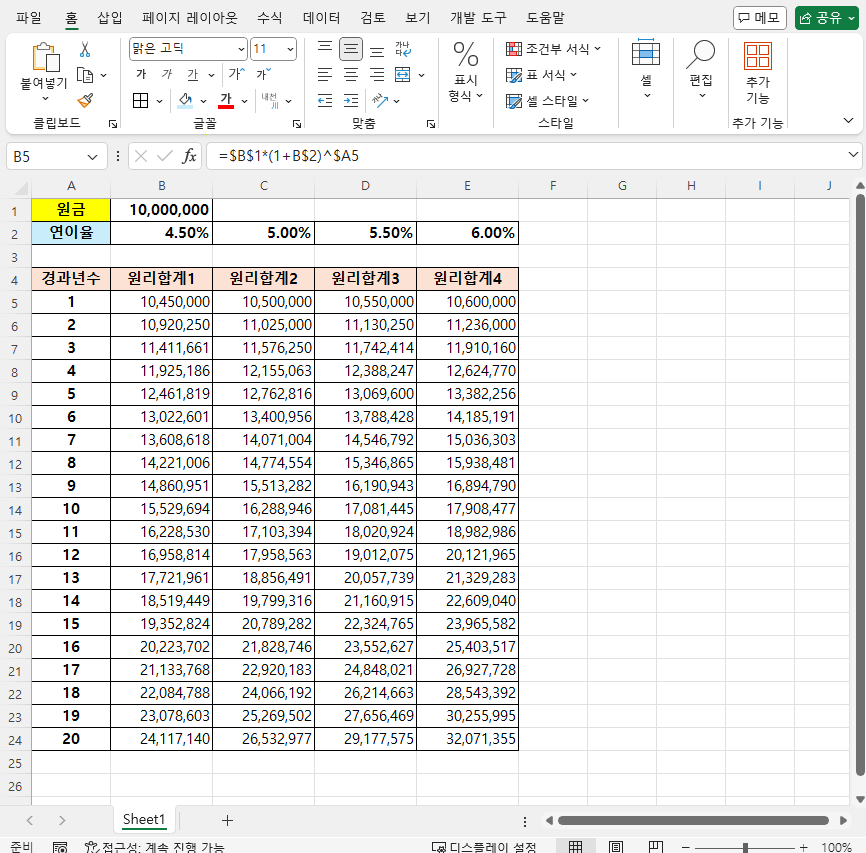 파일 홈 삽입 페이지 레이아웃 수식 데이터 검토 보기 개발 도구 도움말 메모 공유
붙여넣기
클립보드
맑은 고딕 11
가 가 가 가 가
가 내천
글꼴
가나다
맞춤
% 표시 형식
조건부 서식
표 서식
셀 스타일
스타일
셀
편집
추가 기능
추가 기능
B5 fx =$B$1*(1+B$2)^$A5
A B C D E F G H I J
1 원금 10,000,000
2 연이율 4.50% 5.00% 5.50% 6.00%
3
4 경과년수 원리합계1 원리합계2 원리합계3 원리합계4
5 1 10,450,000 10,500,000 10,550,000 10,600,000
6 2 10,920,250 11,025,000 11,130,250 11,236,000
7 3 11,411,661 11,576,250 11,742,414 11,910,160
8 4 11,925,186 12,155,063 12,388,247 12,624,770
9 5 12,461,819 12,762,816 13,069,600 13,382,256
10 6 13,022,601 13,400,956 13,788,428 14,185,191
11 7 13,608,618 14,071,004 14,546,792 15,036,303
12 8 14,221,006 14,774,554 15,346,865 15,938,481
13 9 14,860,951 15,513,282 16,190,943 16,894,790
14 10 15,529,694 16,288,946 17,081,445 17,908,477
15 11 16,228,530 17,103,394 18,020,924 18,982,986
16 12 16,958,814 17,958,563 19,012,075 20,121,965
17 13 17,721,961 18,856,491 20,057,739 21,329,283
18 14 18,519,449 19,799,316 21,160,915 22,609,040
19 15 19,352,824 20,789,282 22,324,765 23,965,582
20 16 20,223,702 21,828,746 23,552,627 25,403,517
21 17 21,133,768 22,920,183 24,848,021 26,927,728
22 18 22,084,788 24,066,192 26,214,663 28,543,392
23 19 23,078,603 25,269,502 27,656,469 30,255,995
24 20 24,117,140 26,532,977 29,177,575 32,071,355
25
26
Sheet1
준비 접근성: 계속 진행 가능 디스플레이 설정 100%